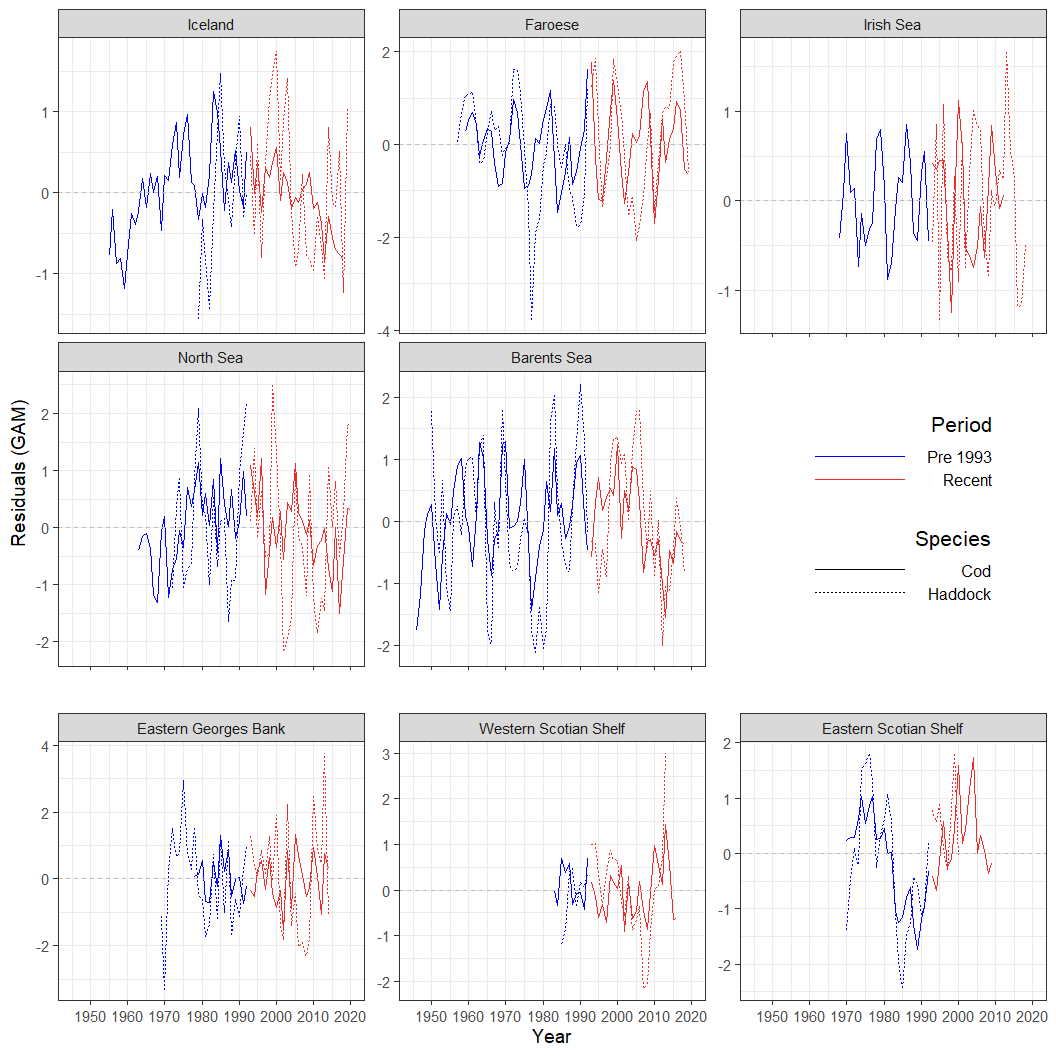 Iceland
Faroese
Irish Sea
1
0
-1
2
0
-2
-4
1
0
-1
North Sea
Barents Sea
2
1
0
-1
-2
2
1
0
-1
-2
Period
Pre 1993
Recent
Species
Cod
Haddock
Residuals (GAM)
Eastern Georges Bank
Western Scotian Shelf
Eastern Scotian Shelf
4
2
0
-2
3
2
1
0
-1
-2
2
1
0
-1
-2
1950 1960 1970 1980 1990 2000 2010 2020
1950 1960 1970 1980 1990 2000 2010 2020
1950 1960 1970 1980 1990 2000 2010 2020
Year